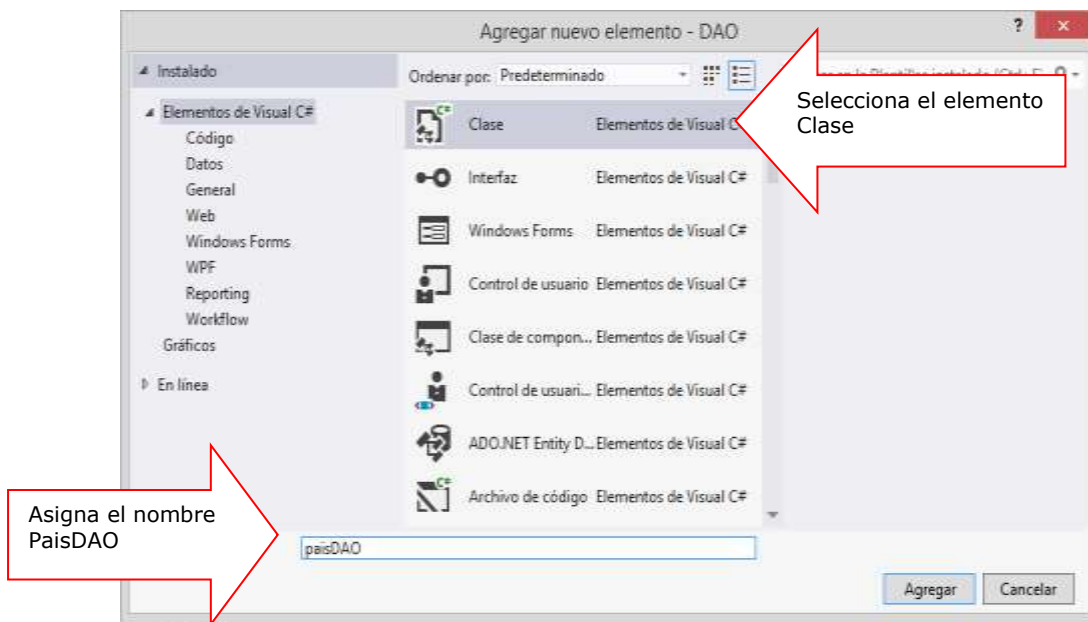 Agregar nuevo elemento - DAO
?
x
Instalado
Ordenar por: Predeterminado
Selecciona el elemento
Clase
Elementos de Visual C#
Código
Datos
General
Web
Windows Forms
WPF
Reporting
Workflow
Gráficos
En línea
Clase Elementos de Visual C
Interfaz Elementos de Visual C#
Windows Forms Elementos de Visual C#
Control de usuario Elementos de Visual C#
Clase de compon... Elementos de Visual C#
Control de usuari... Elementos de Visual C#
ADO.NET Entity D... Elementos de Visual C#
Archivo de código Elementos de Visual C#
Asigna el nombre
PaisDAO
paisDAO
Agregar Cancelar